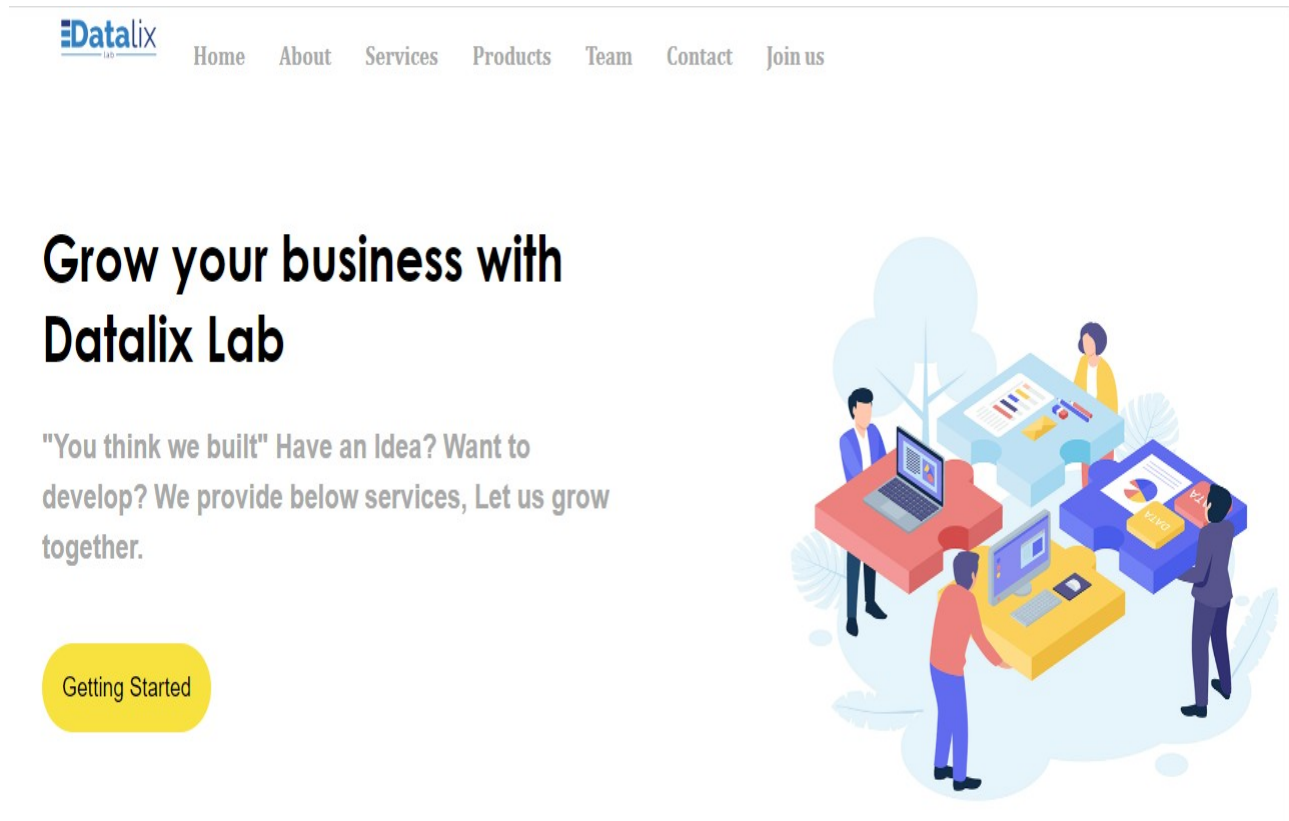 Datalix
lab
Home About Services Products Team Contact Join us
Grow your business with
Datalix Lab
"You think we built" Have an Idea? Want to
develop? We provide below services, Let us grow
together.
Getting Started
DATA
DATA